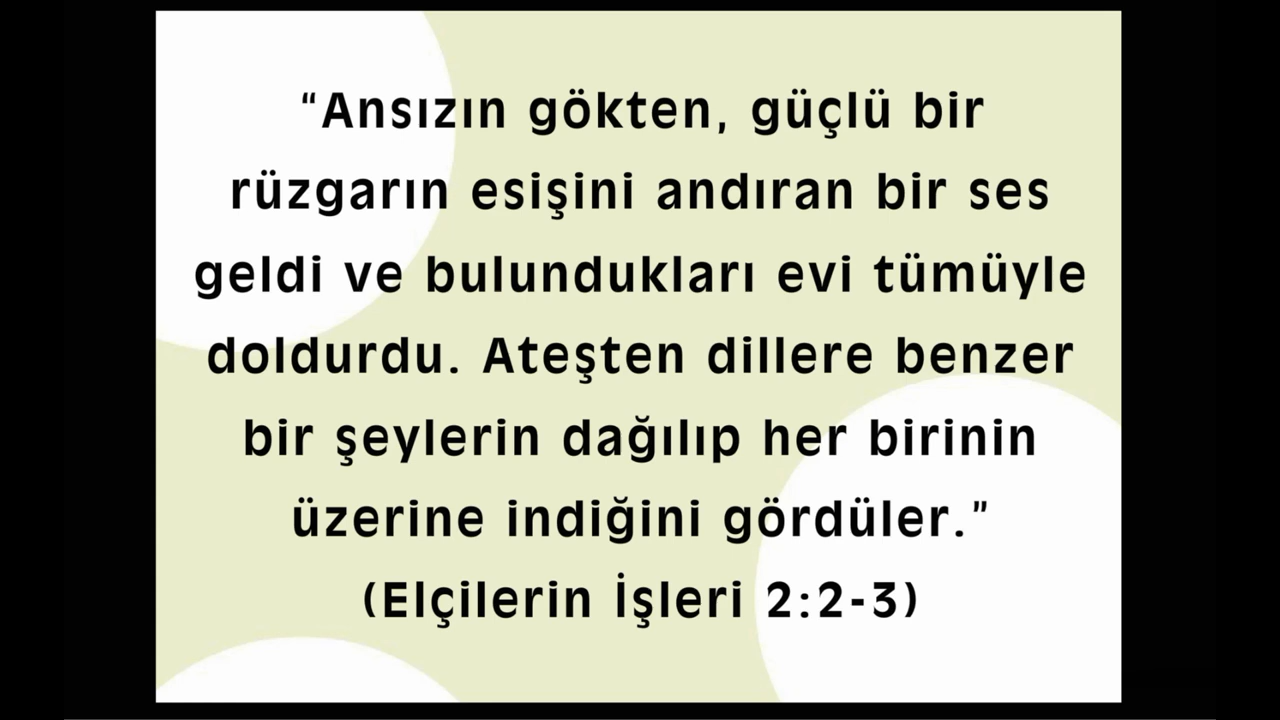 “Ansızın gökten, güçlü bir
rüzgarın esişini andıran bir ses
geldi ve bulundukları evi tümüyle
doldurdu. Ateşten dillere benzer
bir şeylerin dağılıp her birinin
üzerine indiğini gördüler.”
(Elçilerin İşleri 2:2-3)